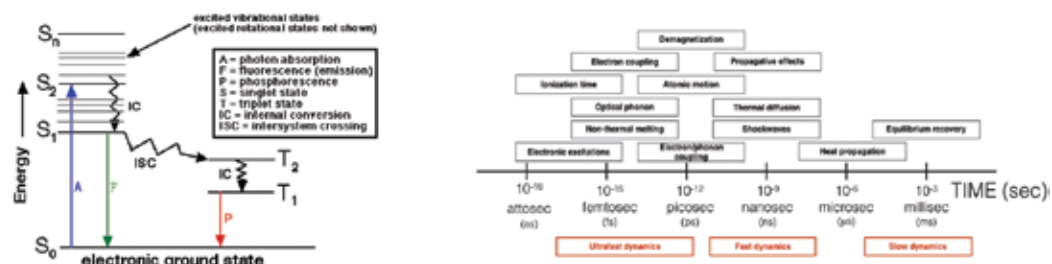 excited vibrational states
(excited rotational states not shown)
Sn
A = photon absorption
F = fluorescence (emission)
P = phosphorescence
S = singlet state
T = triplet state
IC = internal conversion
ISC = intersystem crossing
S2
IC
S1
ISC
T2
IC
T1
Energy
A
F
P
S0
electronic ground state
Demagnetization
Electron coupling
Propagative effects
Ionization time
Atomic motion
Optical phonon
Thermal diffusion
Non-thermal melting
Shockwaves
Equilibrium recovery
Electronic excitations
Electron/phonon
coupling
Heat propagation
10-18 10-15 10-12 10-9 10-6 10-3 TIME (sec)
attosec femtosec picosec nanosec microsec millisec
(as) (fs) (ps) (ns) (μs) (ms)
Ultrafast dynamics
Fast dynamics
Slow dynamics